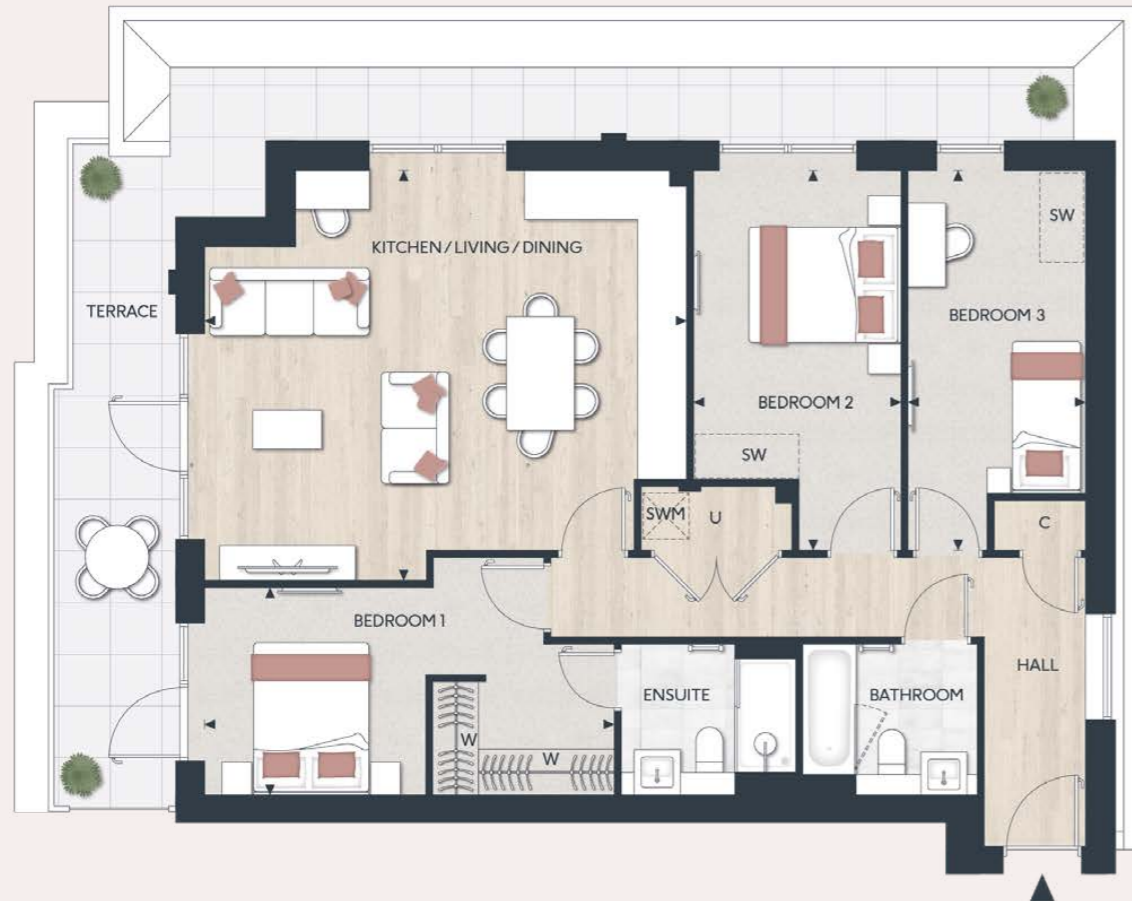 SW
KITCHEN / LIVING / DINING
TERRACE
BEDROOM 3
BEDROOM 2
SW
SWM
U
C
BEDROOM 1
HALL
ENSUITE
BATHROOM
W
W